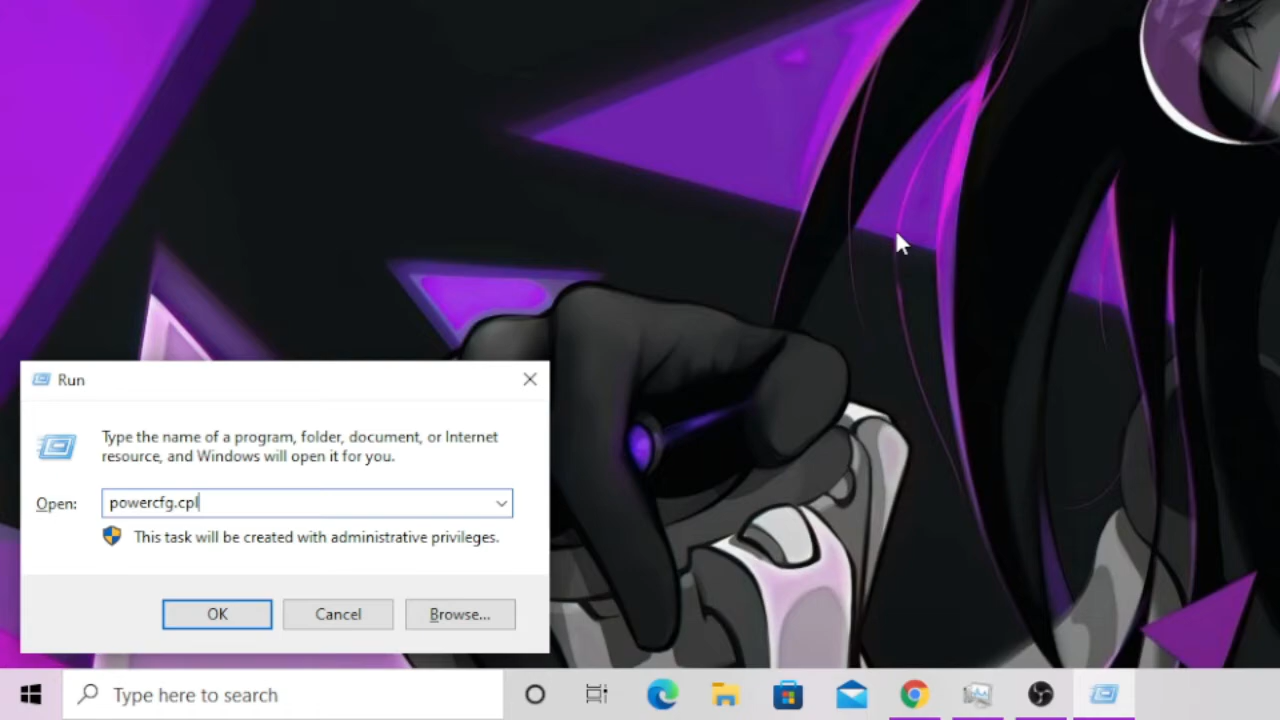 Run
Type the name of a program, folder, document, or Internet
resource, and Windows will open it for you.
Open:
powercfg.cpl
This task will be created with administrative privileges.
OK
Cancel
Browse...
Type here to search